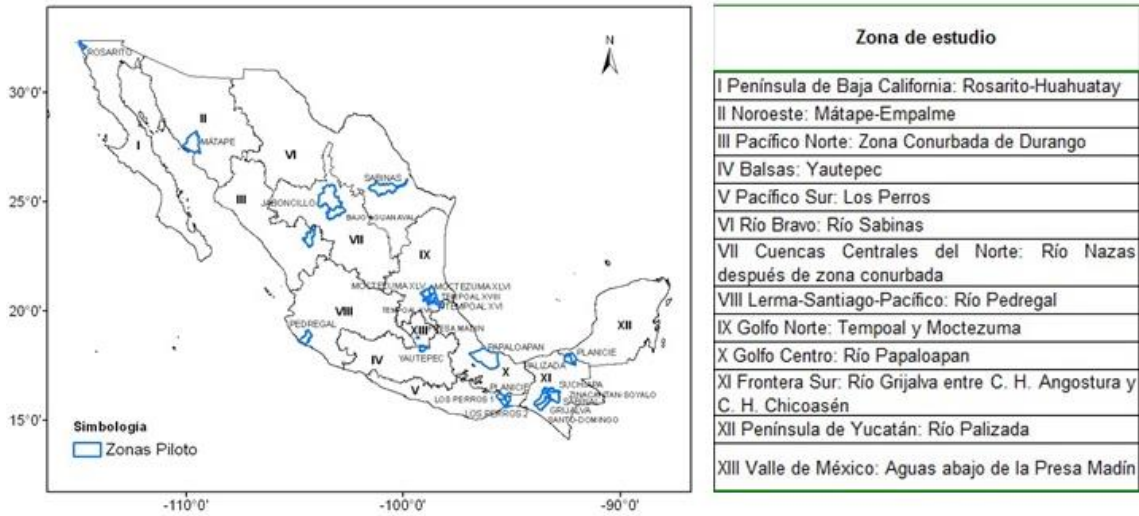 N
30°0'
25°0'
20°0'
15°0'
-110°0'
-100°0'
-90°0'
ROSARITO
I
II
MÁTAPE
VI
III
SABINAS
JABONCILLO
BAJO AGUANAVAL
VII
IX
MOCTEZUMA XLV
MOCTEZUMA XLVI
TEMPOAL XVIII
TEMPOAL XVI
VIII
XIII
PEDREGAL
YAUTEPEC
IV
V
PAPALOAPAN
X
PLANICIE
LOS PERROS 1
LOS PERROS 2
XII
PLANICIE
XI
SUCHIAPA
ZINACANTAN-SOYALO
SABINAL
GRIJALVA
SANTO DOMINGO
Simbología
Zonas Piloto
Zona de estudio
I Península de Baja California: Rosarito-Huahuatay
II Noroeste: Mátape-Empalme
III Pacífico Norte: Zona Conurbada de Durango
IV Balsas: Yautepec
V Pacífico Sur: Los Perros
VI Río Bravo: Río Sabinas
VII Cuencas Centrales del Norte: Río Nazas
después de zona conurbada
VIII Lerma-Santiago-Pacífico: Río Pedregal
IX Golfo Norte: Tempoal y Moctezuma
X Golfo Centro: Río Papaloapan
XI Frontera Sur: Río Grijalva entre C. H. Angostura y
C. H. Chicoasén
XII Península de Yucatán: Río Palizada
XIII Valle de México: Aguas abajo de la Presa Madín